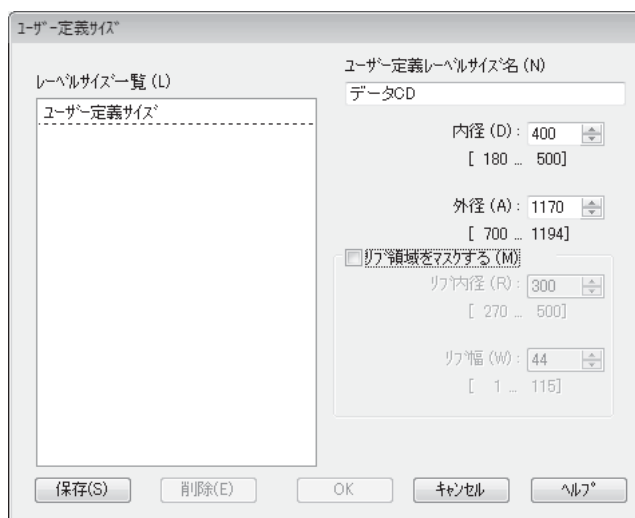 ﾕｰｻﾞｰ定義ｻｲｽﾞ
ﾚｰﾍﾞﾙｻｲｽﾞ一覧 (L)
ﾕｰｻﾞｰ定義ｻｲｽﾞ
ﾕｰｻﾞｰ定義ﾚｰﾍﾞﾙｻｲｽﾞ名 (N)
データCD
内径 (D) : 400
[ 180 ... 500]
外径 (A) : 1170
[ 700 ... 1194]
ﾘﾌﾞ領域をﾏｽｸする (M)
ﾘﾌﾞ内径 (R) : 300
[ 270 ... 500]
ﾘﾌﾞ幅 (W) : 44
[ 1 ... 115]
保存(S) 削除(E) OK ｷｬﾝｾﾙ ﾍﾙﾌﾟ